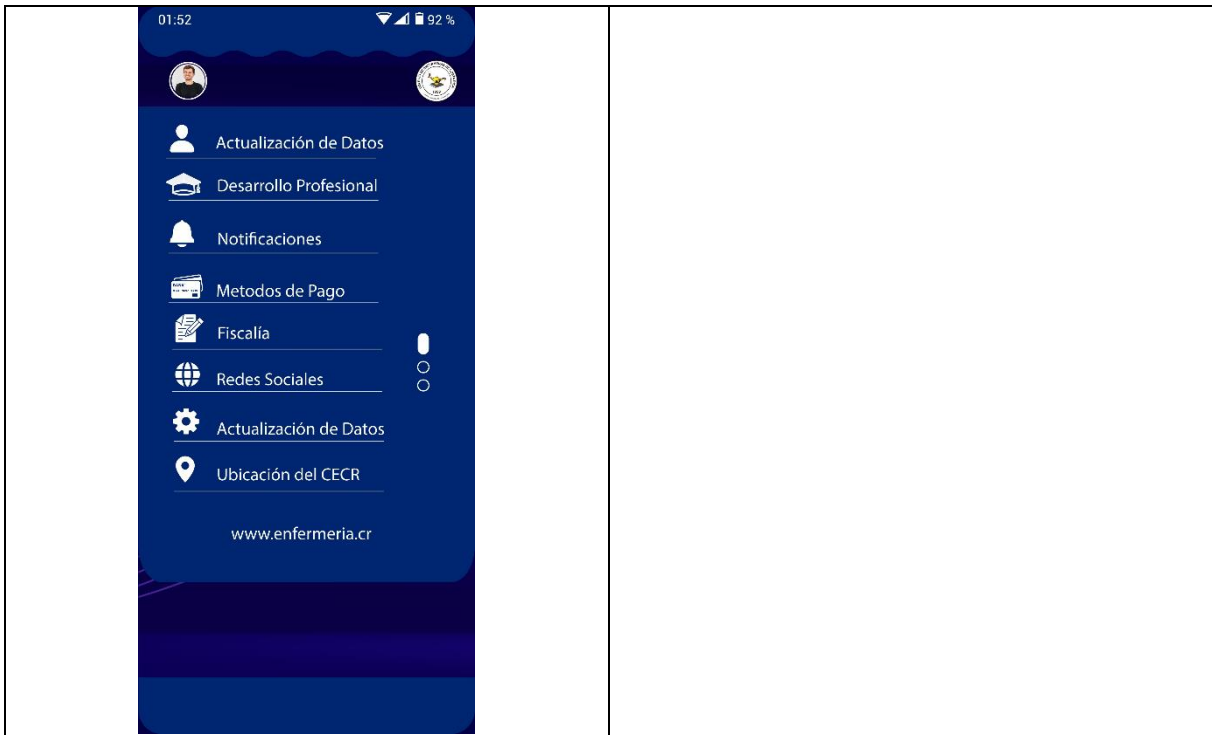 01:52 92 %
Actualización de Datos
Desarrollo Profesional
Notificaciones
Metodos de Pago
Fiscalía
Redes Sociales
Actualización de Datos
Ubicación del CECR
www.enfermeria.cr